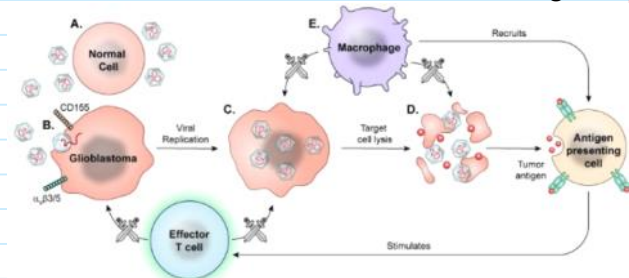 A.
Normal
Cell
E.
Macrophage
Recruits
CD155
B.
Glioblastoma
αvβ3/5
Viral
Replication
C.
Target
cell lysis
D.
Tumor
antigen
Antigen
presenting
cell
Effector
T cell
Stimulates